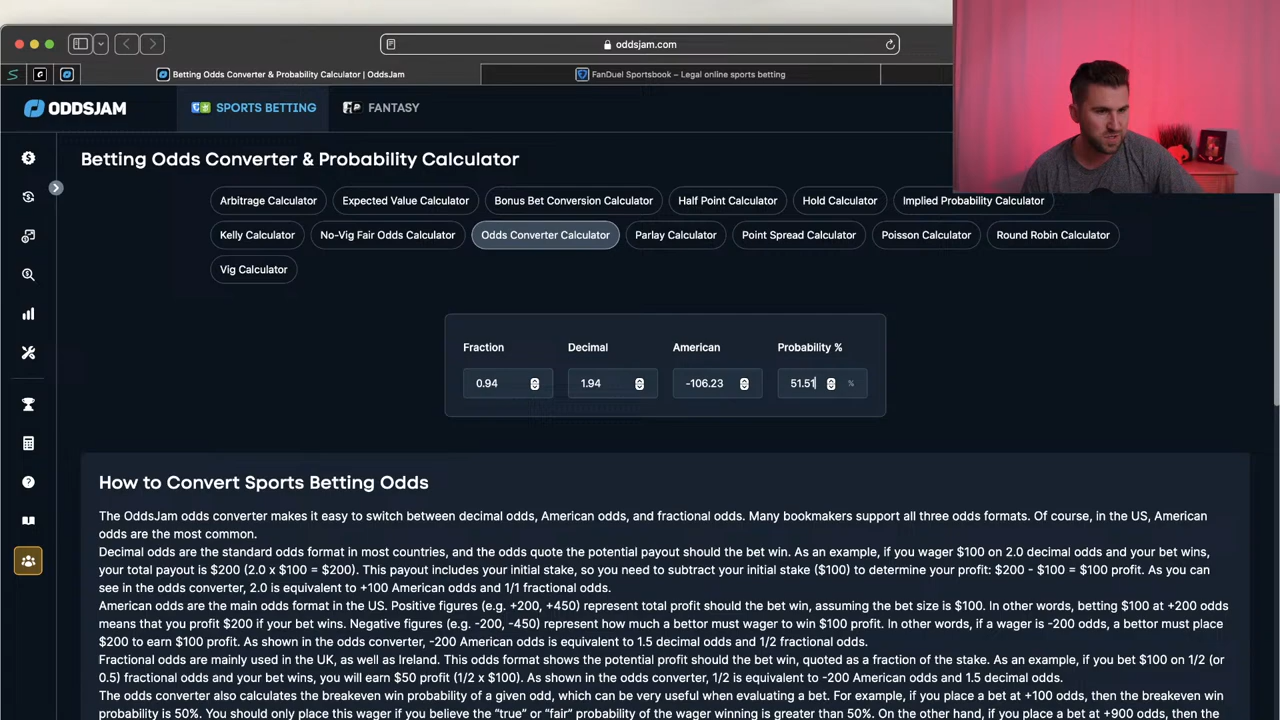 oddsjam.com
Betting Odds Converter & Probability Calculator | OddsJam
FanDuel Sportsbook – Legal online sports betting
ODDSJAM
SPORTS BETTING
FANTASY
Betting Odds Converter & Probability Calculator
Arbitrage Calculator
Expected Value Calculator
Bonus Bet Conversion Calculator
Half Point Calculator
Hold Calculator
Implied Probability Calculator
Kelly Calculator
No-Vig Fair Odds Calculator
Odds Converter Calculator
Parlay Calculator
Point Spread Calculator
Poisson Calculator
Round Robin Calculator
Vig Calculator
Fraction
Decimal
American
Probability %
0.94
1.94
-106.23
51.51
%
How to Convert Sports Betting Odds
The OddsJam odds converter makes it easy to switch between decimal odds, American odds, and fractional odds. Many bookmakers support all three odds formats. Of course, in the US, American
odds are the most common.
Decimal odds are the standard odds format in most countries, and the odds quote the potential payout should the bet win. As an example, if you wager $100 on 2.0 decimal odds and your bet wins,
your total payout is $200 (2.0 x $100 = $200). This payout includes your initial stake, so you need to subtract your initial stake ($100) to determine your profit: $200 - $100 = $100 profit. As you can
see in the odds converter, 2.0 is equivalent to +100 American odds and 1/1 fractional odds.
American odds are the main odds format in the US. Positive figures (e.g. +200, +450) represent total profit should the bet win, assuming the bet size is $100. In other words, betting $100 at +200 odds
means that you profit $200 if your bet wins. Negative figures (e.g. -200, -450) represent how much a bettor must wager to win $100 profit. In other words, if a wager is -200 odds, a bettor must place
$200 to earn $100 profit. As shown in the odds converter, -200 American odds is equivalent to 1.5 decimal odds and 1/2 fractional odds.
Fractional odds are mainly used in the UK, as well as Ireland. This odds format shows the potential profit should the bet win, quoted as a fraction of the stake. As an example, if you bet $100 on 1/2 (or
0.5) fractional odds and your bet wins, you will earn $50 profit (1/2 x $100). As shown in the odds converter, 1/2 is equivalent to -200 American odds and 1.5 decimal odds.
The odds converter also calculates the breakeven win probability of a given odd, which can be very useful when evaluating a bet. For example, if you place a bet at +100 odds, then the breakeven win
probability is 50%. You should only place this wager if you believe the "true" or "fair" probability of the wager winning is greater than 50%. On the other hand, if you place a bet at +900 odds, then the